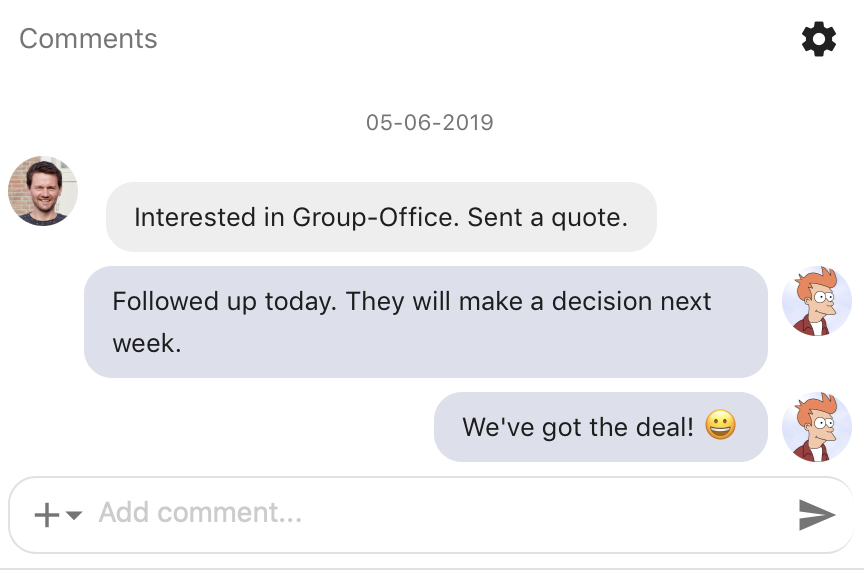 Comments
05-06-2019
Interested in Group-Office. Sent a quote.
Followed up today. They will make a decision next
week.
We've got the deal! 😀
Add comment...